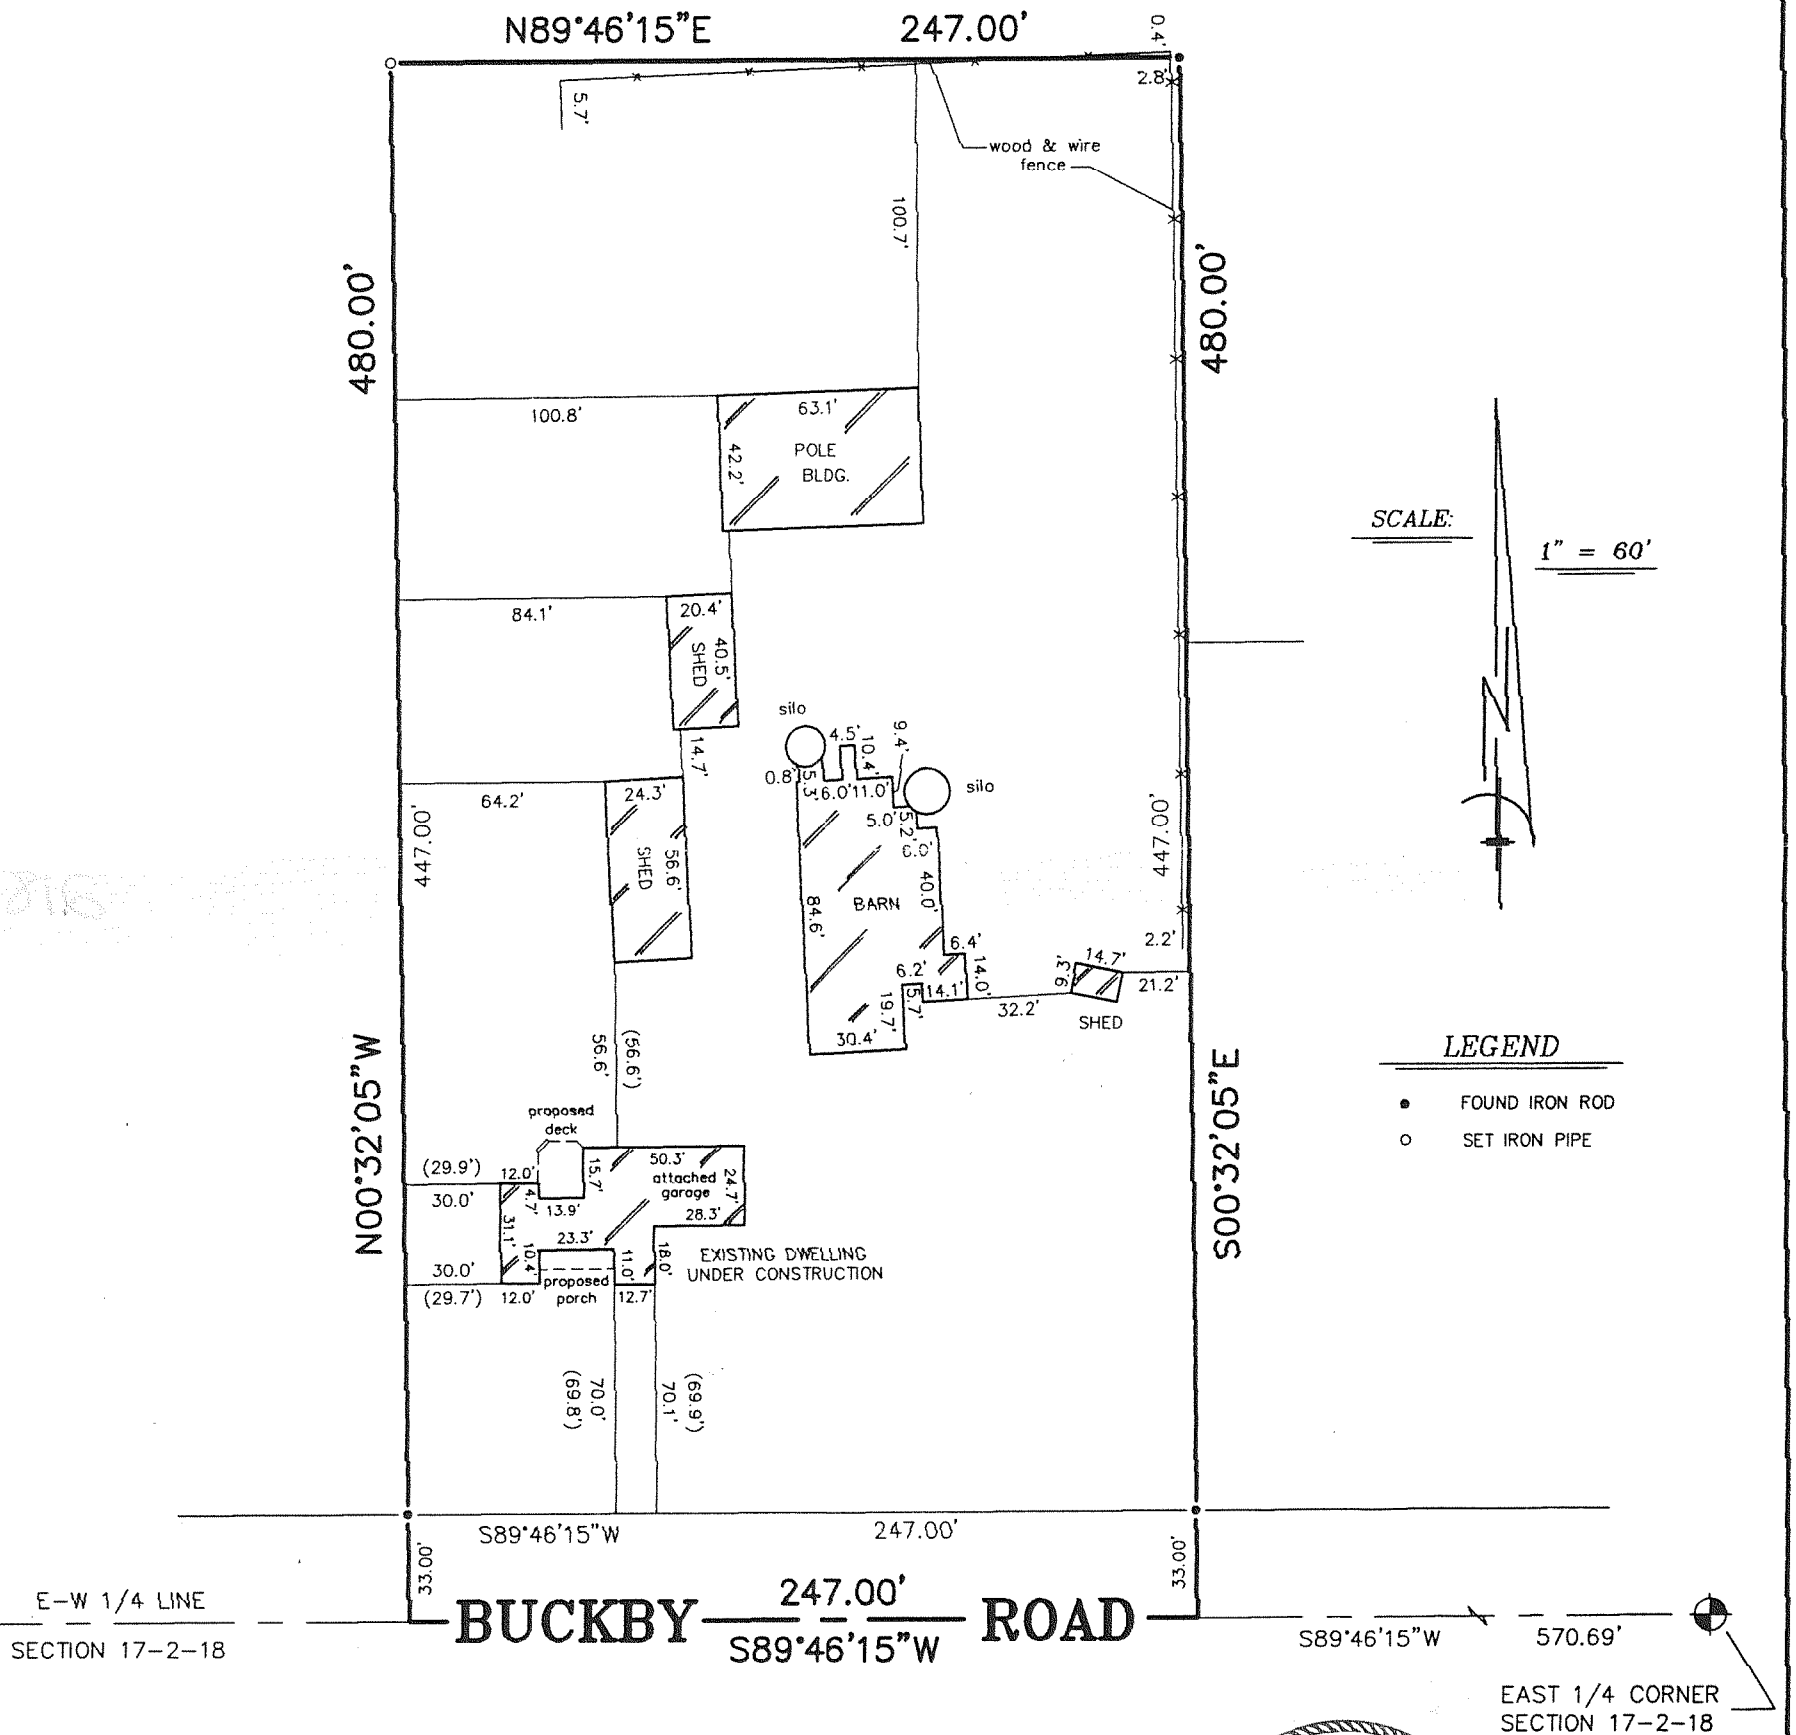 N89°46'15"E 247.00'
0.4'
2.8'
5.7'
wood & wire
fence
100.7'
480.00'
480.00'
100.8'
63.1'
42.2'
POLE
BLDG.
SCALE:
1" = 60'
N
84.1'
20.4'
40.5'
SHED
14.7'
silo
4.5'
10.4'
9.4'
0.8'
5.3'
6.0'
11.0'
silo
5.0'
5.2'
6.0'
64.2'
24.3'
56.6'
SHED
447.00'
447.00'
84.6'
BARN
40.0'
6.4'
14.0'
6.2'
14.1'
5.7'
19.7'
30.4'
32.2'
9.3'
14.7'
2.2'
21.2'
SHED
LEGEND
FOUND IRON ROD
SET IRON PIPE
56.6'
(56.6')
N00°32'05"W
S00°32'05"E
proposed
deck
(29.9')
30.0'
12.0'
4.7'
13.9'
15.7'
50.3'
attached
garage
24.7'
28.3'
31.1'
23.3'
10.4'
11.0'
18.0'
EXISTING DWELLING
UNDER CONSTRUCTION
30.0'
(29.7')
12.0'
proposed
porch
12.7'
(69.8')
70.0'
70.1'
(69.9')
S89°46'15"W 247.00'
33.00'
33.00'
E-W 1/4 LINE
SECTION 17-2-18
BUCKBY ROAD
247.00'
S89°46'15"W
S89°46'15"W 570.69'
EAST 1/4 CORNER
SECTION 17-2-18